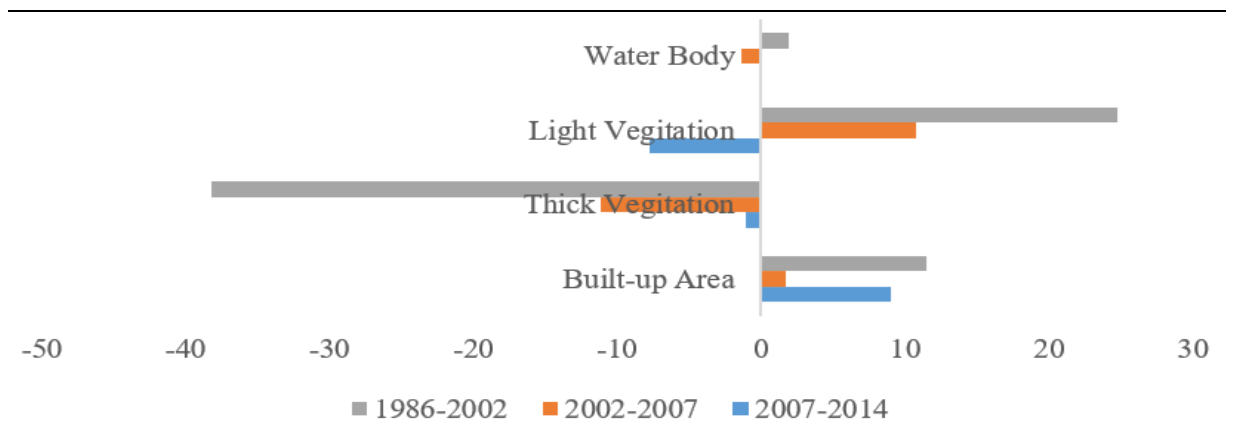 Water Body
Light Vegitation
Thick Vegitation
Built-up Area
-50 -40 -30 -20 -10 0 10 20 30
1986-2002 2002-2007 2007-2014